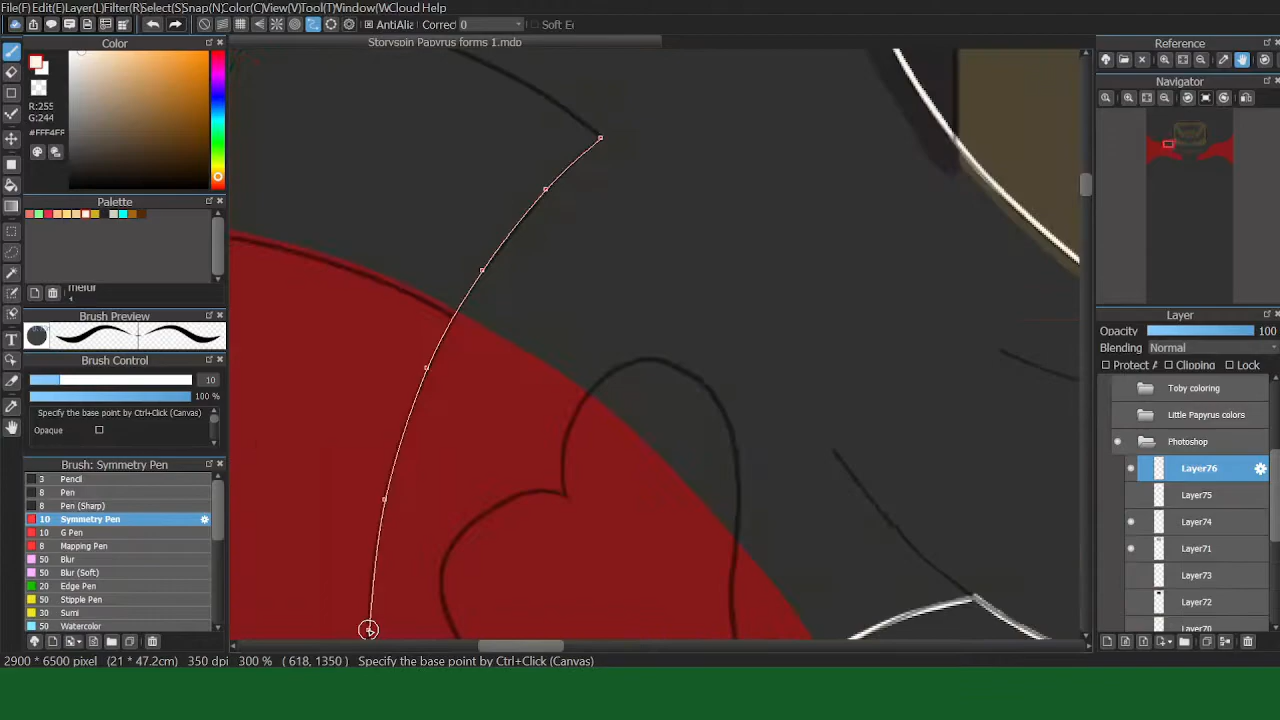 File(F) Edit(E) Layer(L) Filter(R) Select(S) Snap(N) Color(C) View(V) Tool(T) Window(W) Cloud Help
AntiAlia Correc 0 Soft E
Color
Storyspin Papyrus forms 1.mdp
Reference
R:255
G:244
#FFF4FF
Navigator
Palette
Brush Preview
Layer
Opacity 100
Blending Normal
Protect A Clipping Lock
Brush Control
10
100 %
Specify the base point by Ctrl+Click (Canvas)
Opaque
Toby coloring
Little Papyrus colors
Photoshop
Layer76
Layer75
Layer74
Layer71
Layer73
Layer72
Layer70
Brush: Symmetry Pen
3 Pencil
8 Pen
8 Pen (Sharp)
10 Symmetry Pen
10 G Pen
8 Mapping Pen
50 Blur
50 Blur (Soft)
20 Edge Pen
50 Stipple Pen
30 Sumi
50 Watercolor
2900 * 6500 pixel (21 * 47.2cm) 350 dpi 300 % ( 618, 1350 ) Specify the base point by Ctrl+Click (Canvas)